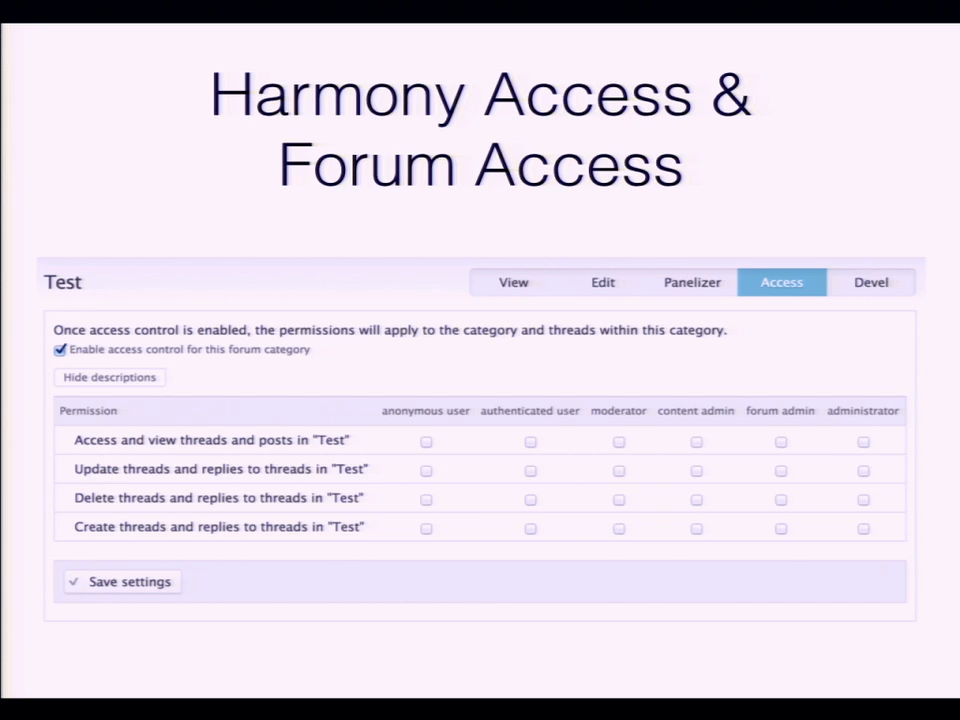 Harmony Access &
Forum Access
Test
View Edit Panelizer Access Devel
Once access control is enabled, the permissions will apply to the category and threads within this category.
Enable access control for this forum category
Hide descriptions
Permission anonymous user authenticated user moderator content admin forum admin administrator
Access and view threads and posts in "Test"
Update threads and replies to threads in "Test"
Delete threads and replies to threads in "Test"
Create threads and replies to threads in "Test"
Save settings